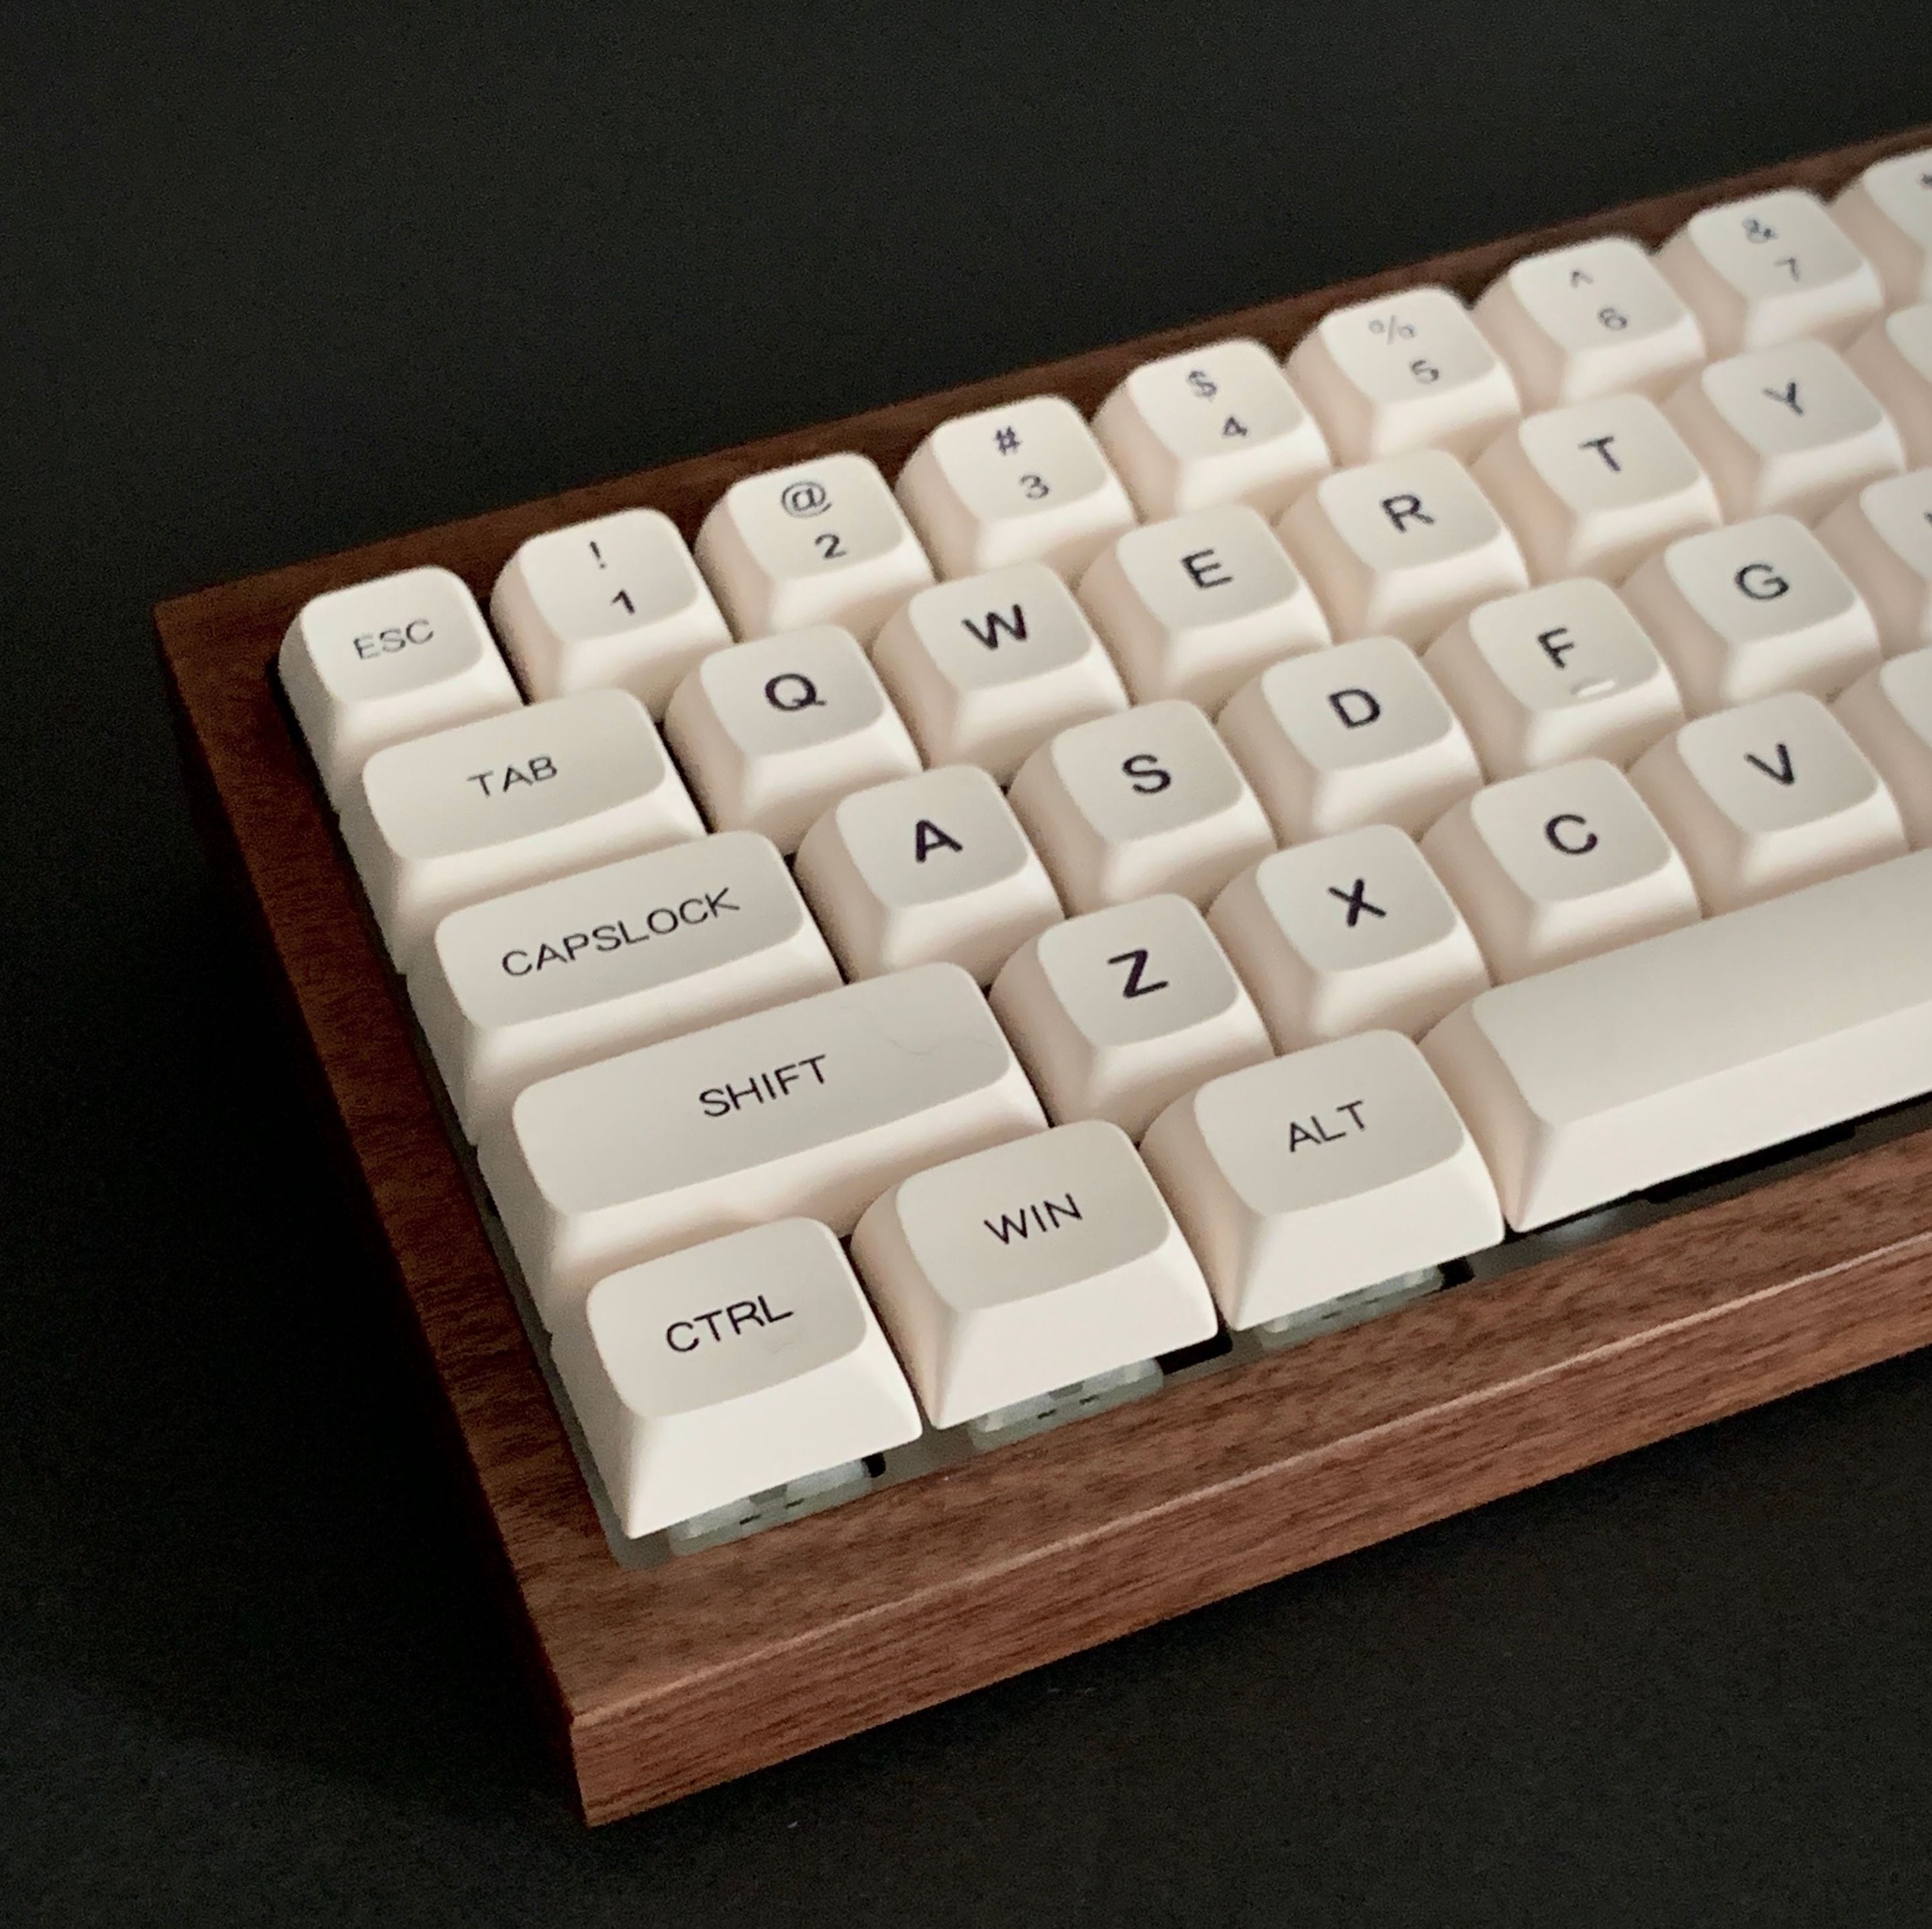 ! @ # $ % ^ &
ESC 1 2 3 4 5 6 7
TAB Q W E R T Y
CAPSLOCK A S D F G
SHIFT Z X C V
CTRL WIN ALT